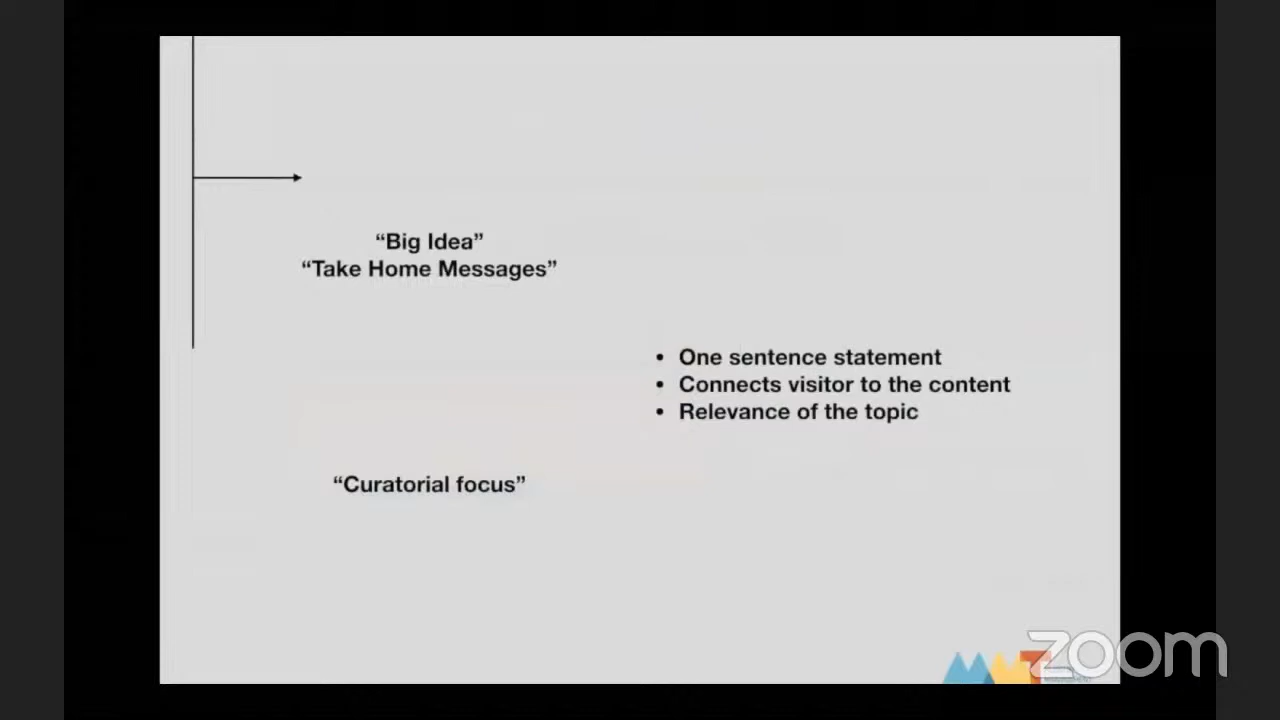 “Big Idea”
“Take Home Messages”
• One sentence statement
• Connects visitor to the content
• Relevance of the topic
“Curatorial focus”
zoom